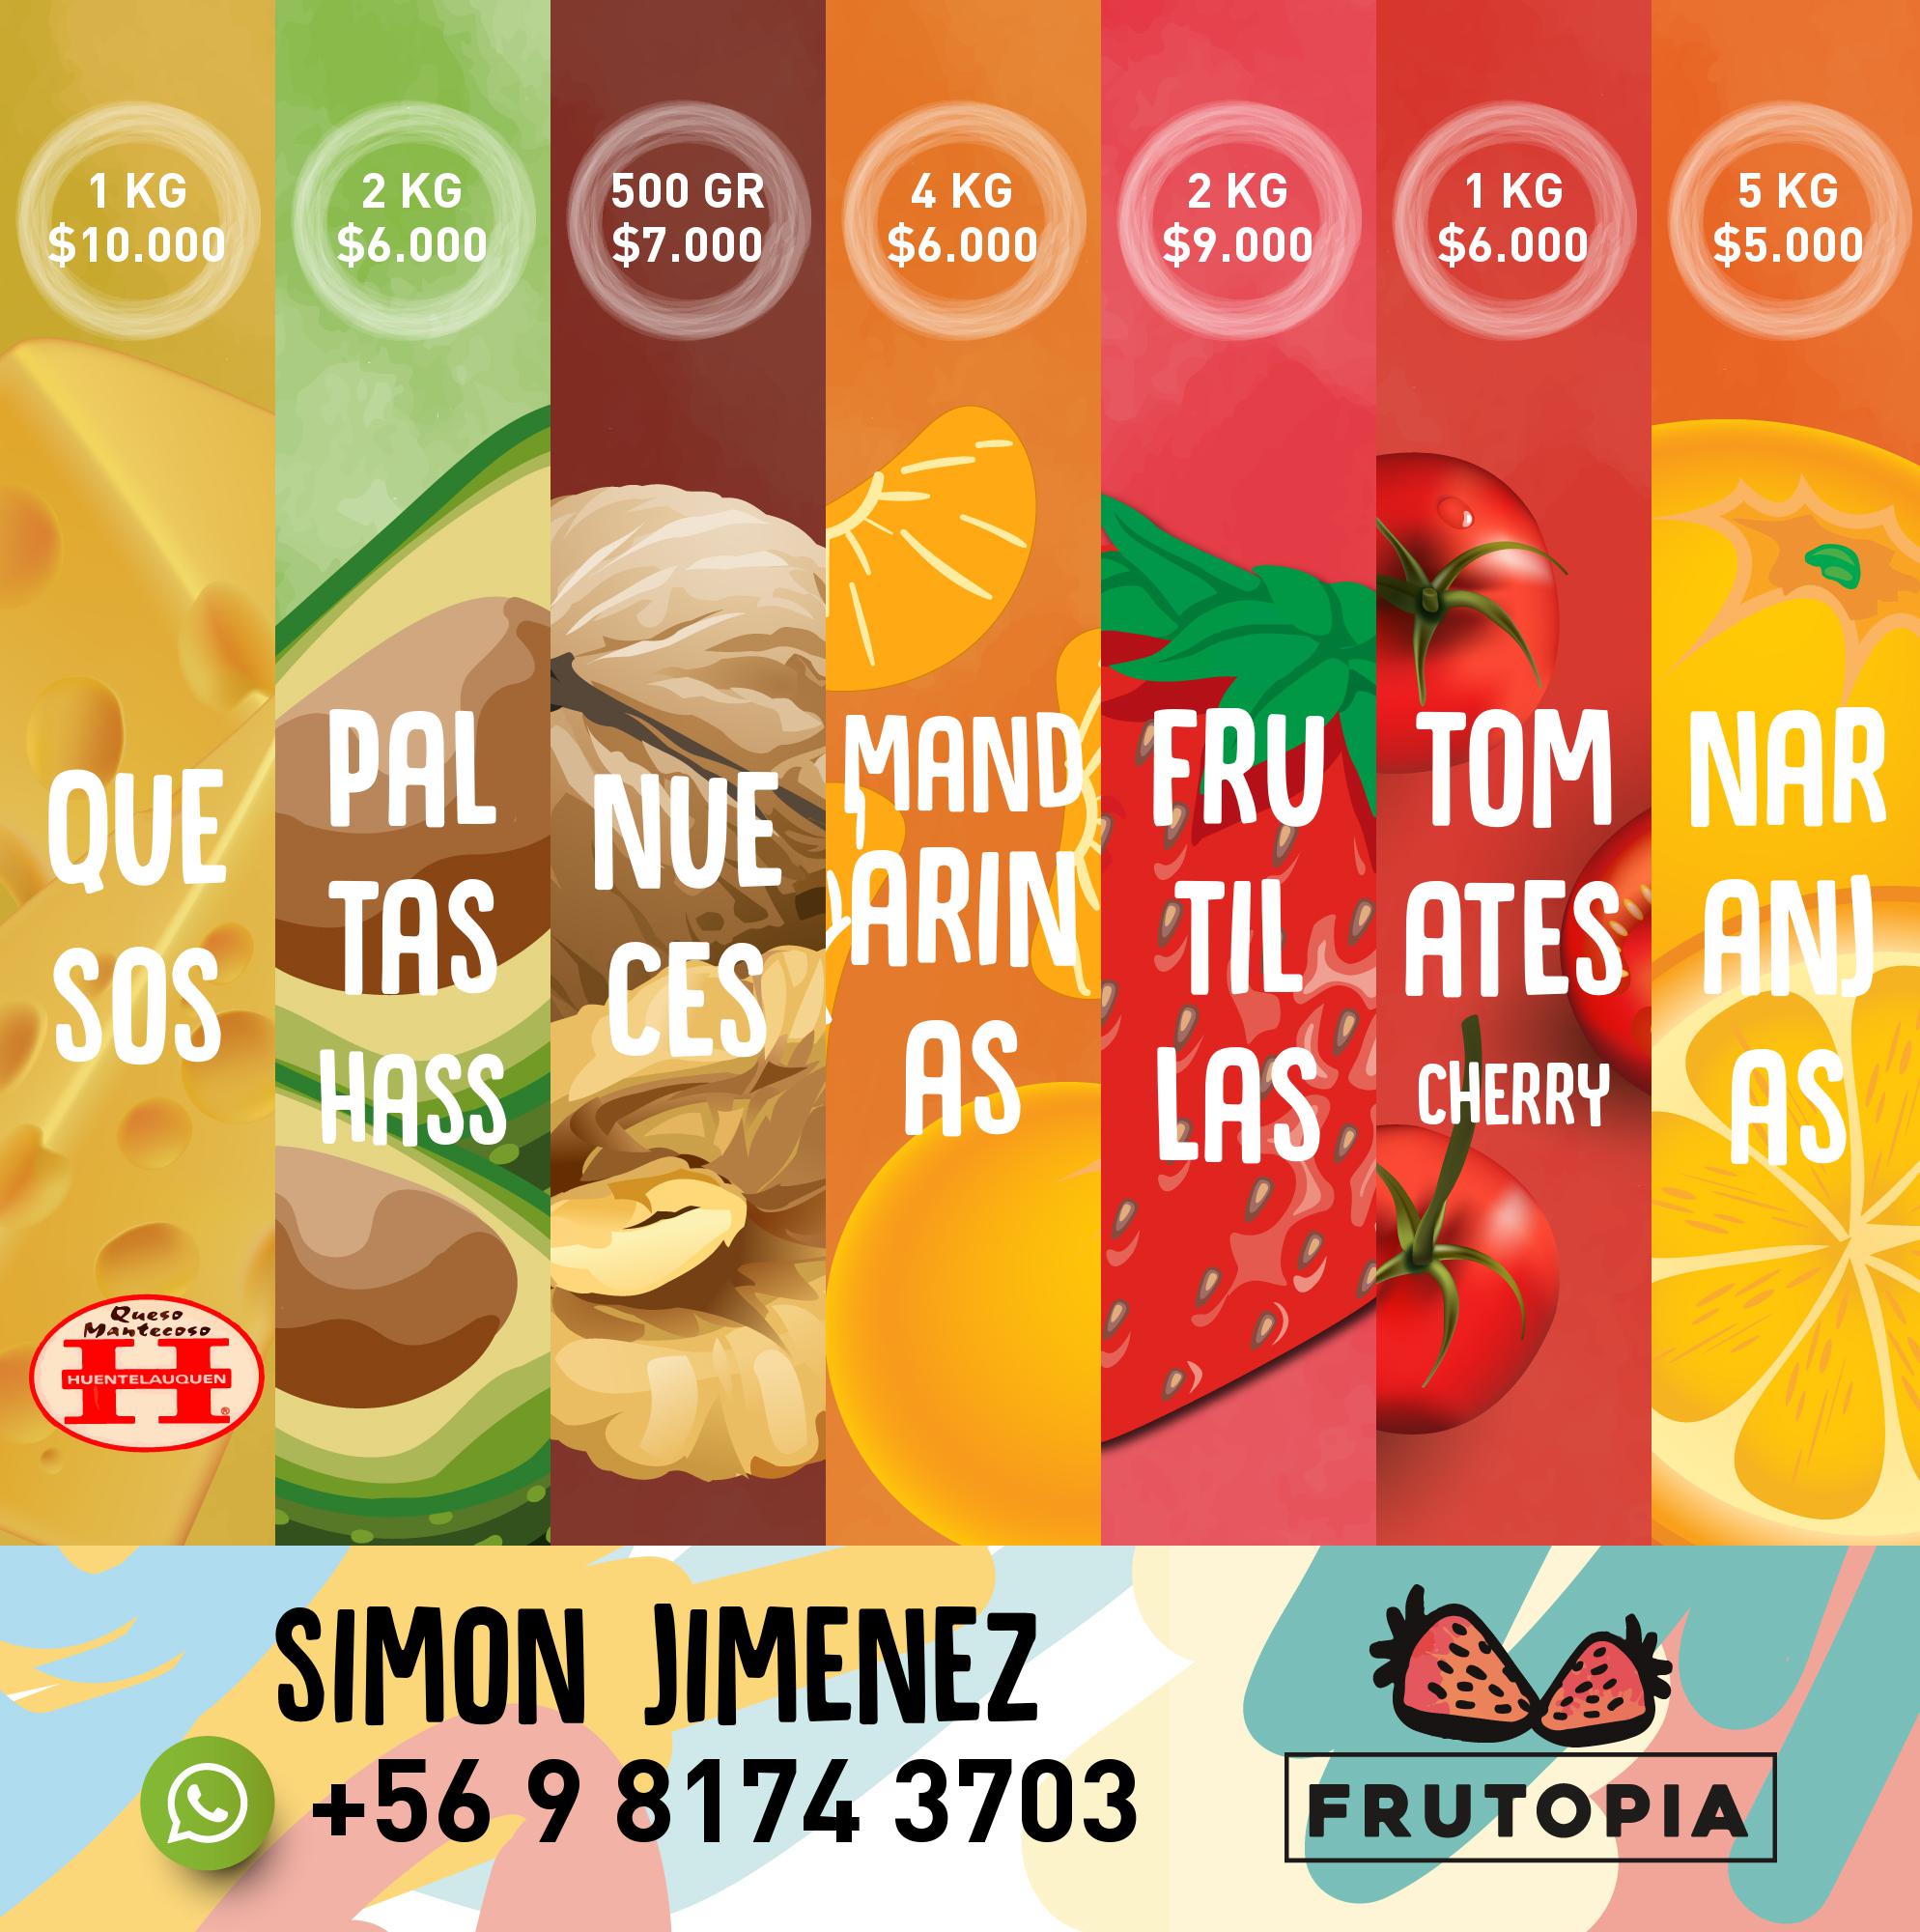 1 KG
$10.000
QUE
SOS
Queso
Mantecoso
HUENTELAUQUEN
®
2 KG
$6.000
PAL
TAS
HASS
500 GR
$7.000
NUE
CES
4 KG
$6.000
MAND
ARIN
AS
2 KG
$9.000
FRU
TIL
LAS
1 KG
$6.000
TOM
ATES
CHERRY
5 KG
$5.000
NAR
ANJ
AS
SIMON JIMENEZ
+56 9 8174 3703
FRUTOPIA